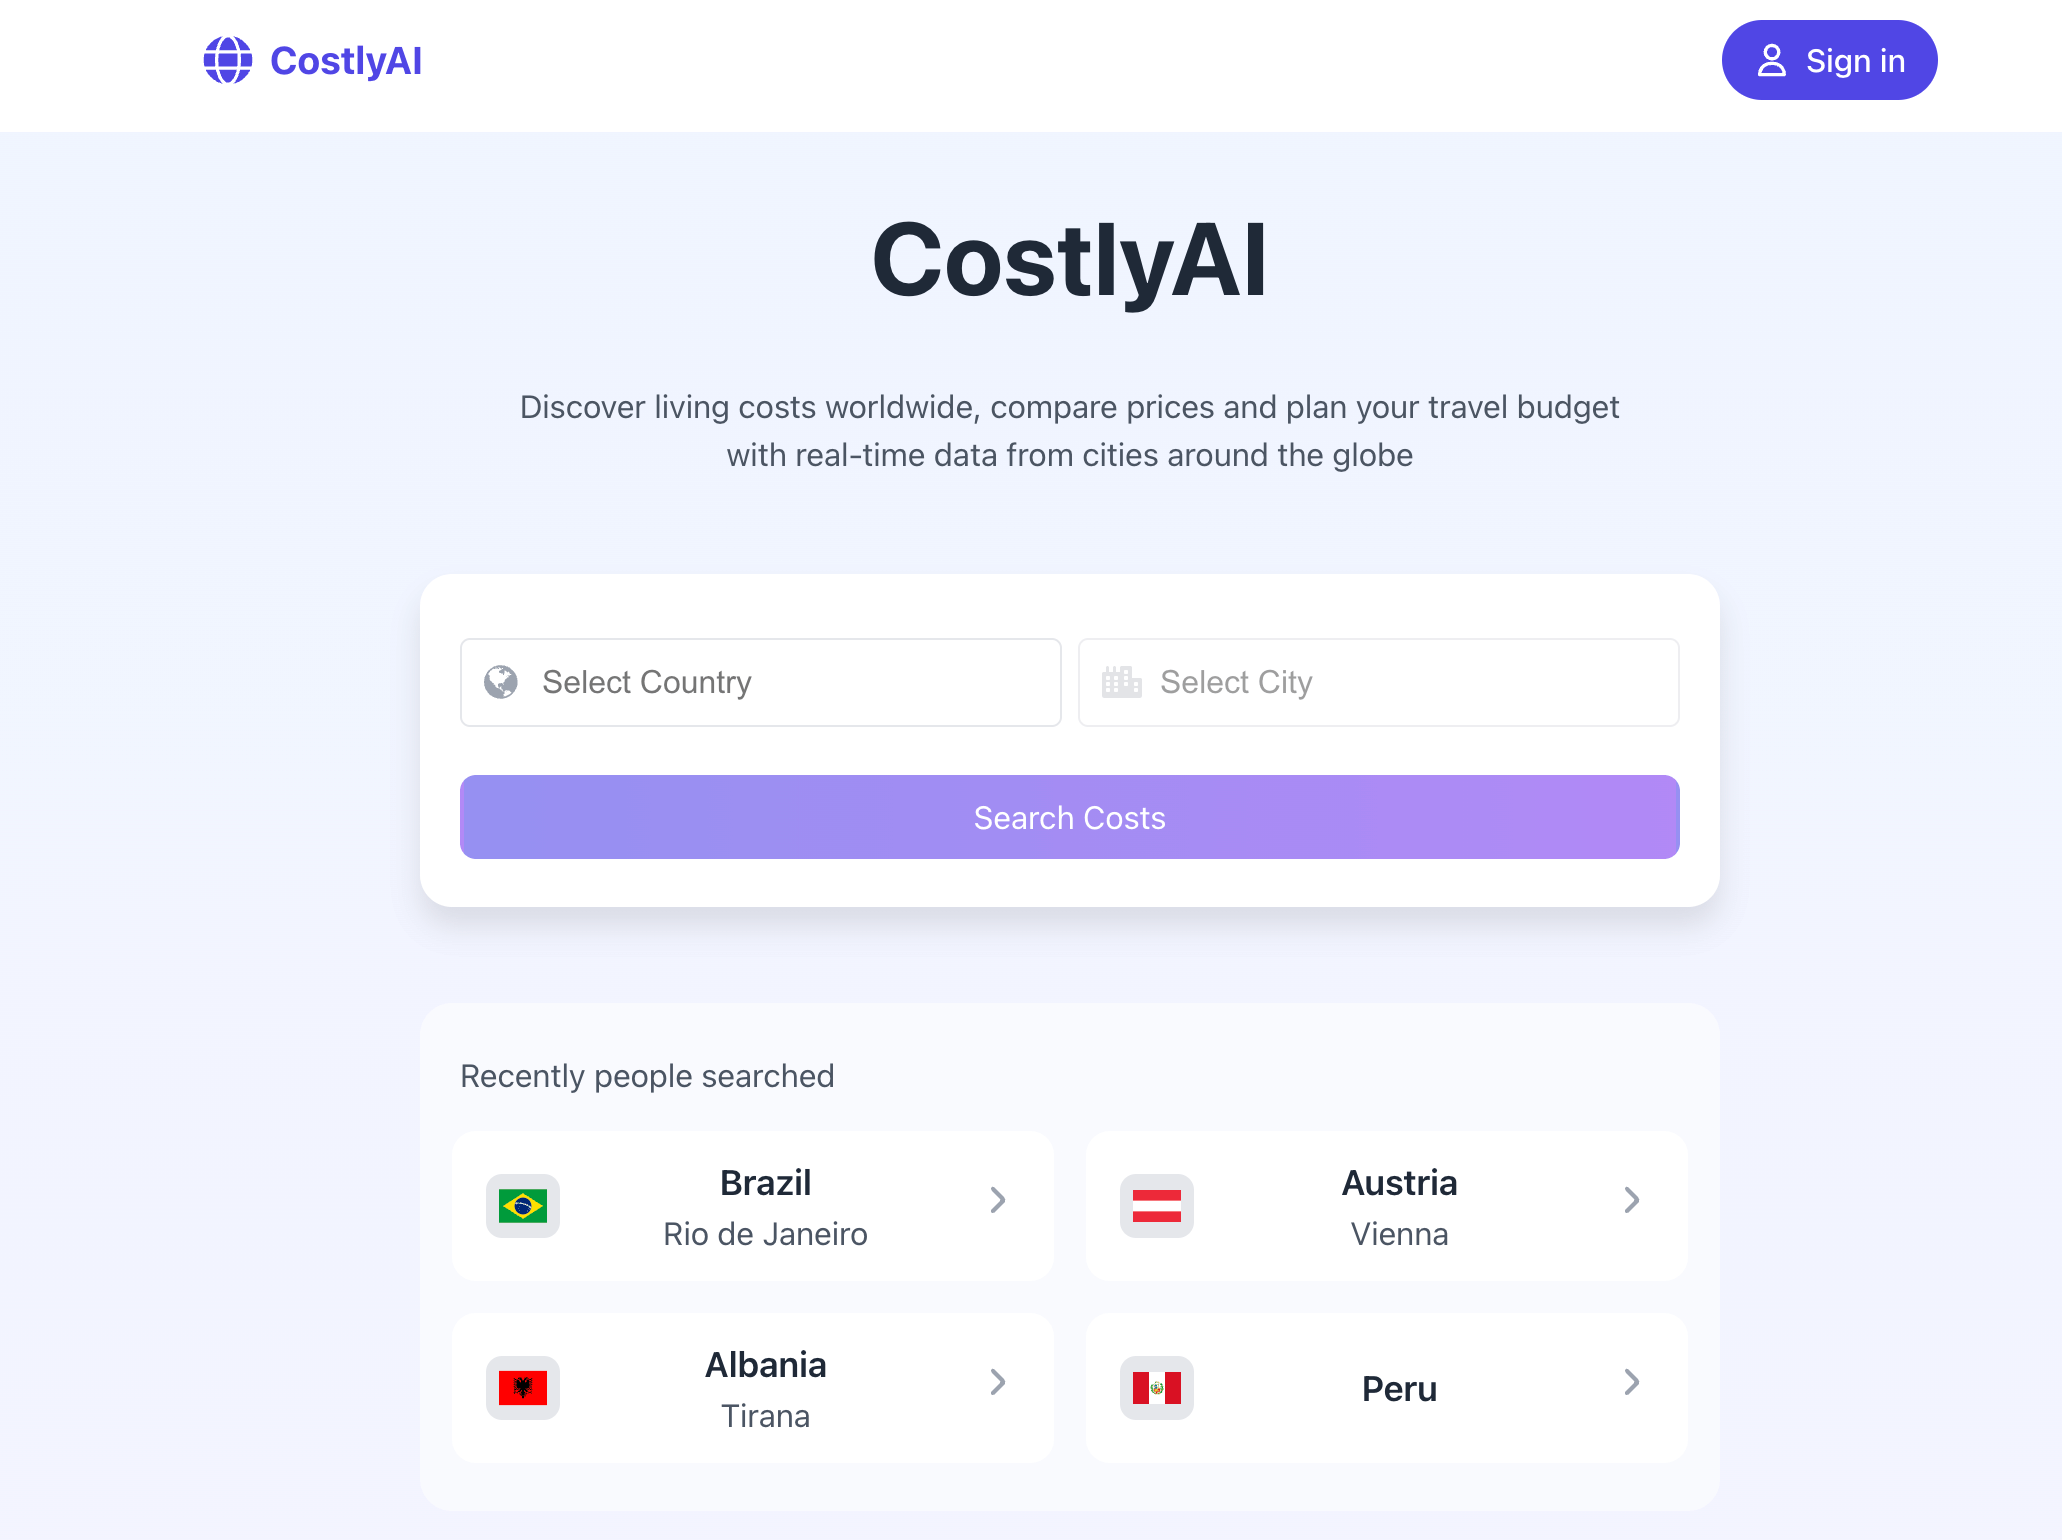 CostlyAI
Sign in
CostlyAI
Discover living costs worldwide, compare prices and plan your travel budget
with real-time data from cities around the globe
Select Country
Select City
Search Costs
Recently people searched
Brazil
Rio de Janeiro
Austria
Vienna
Albania
Tirana
Peru